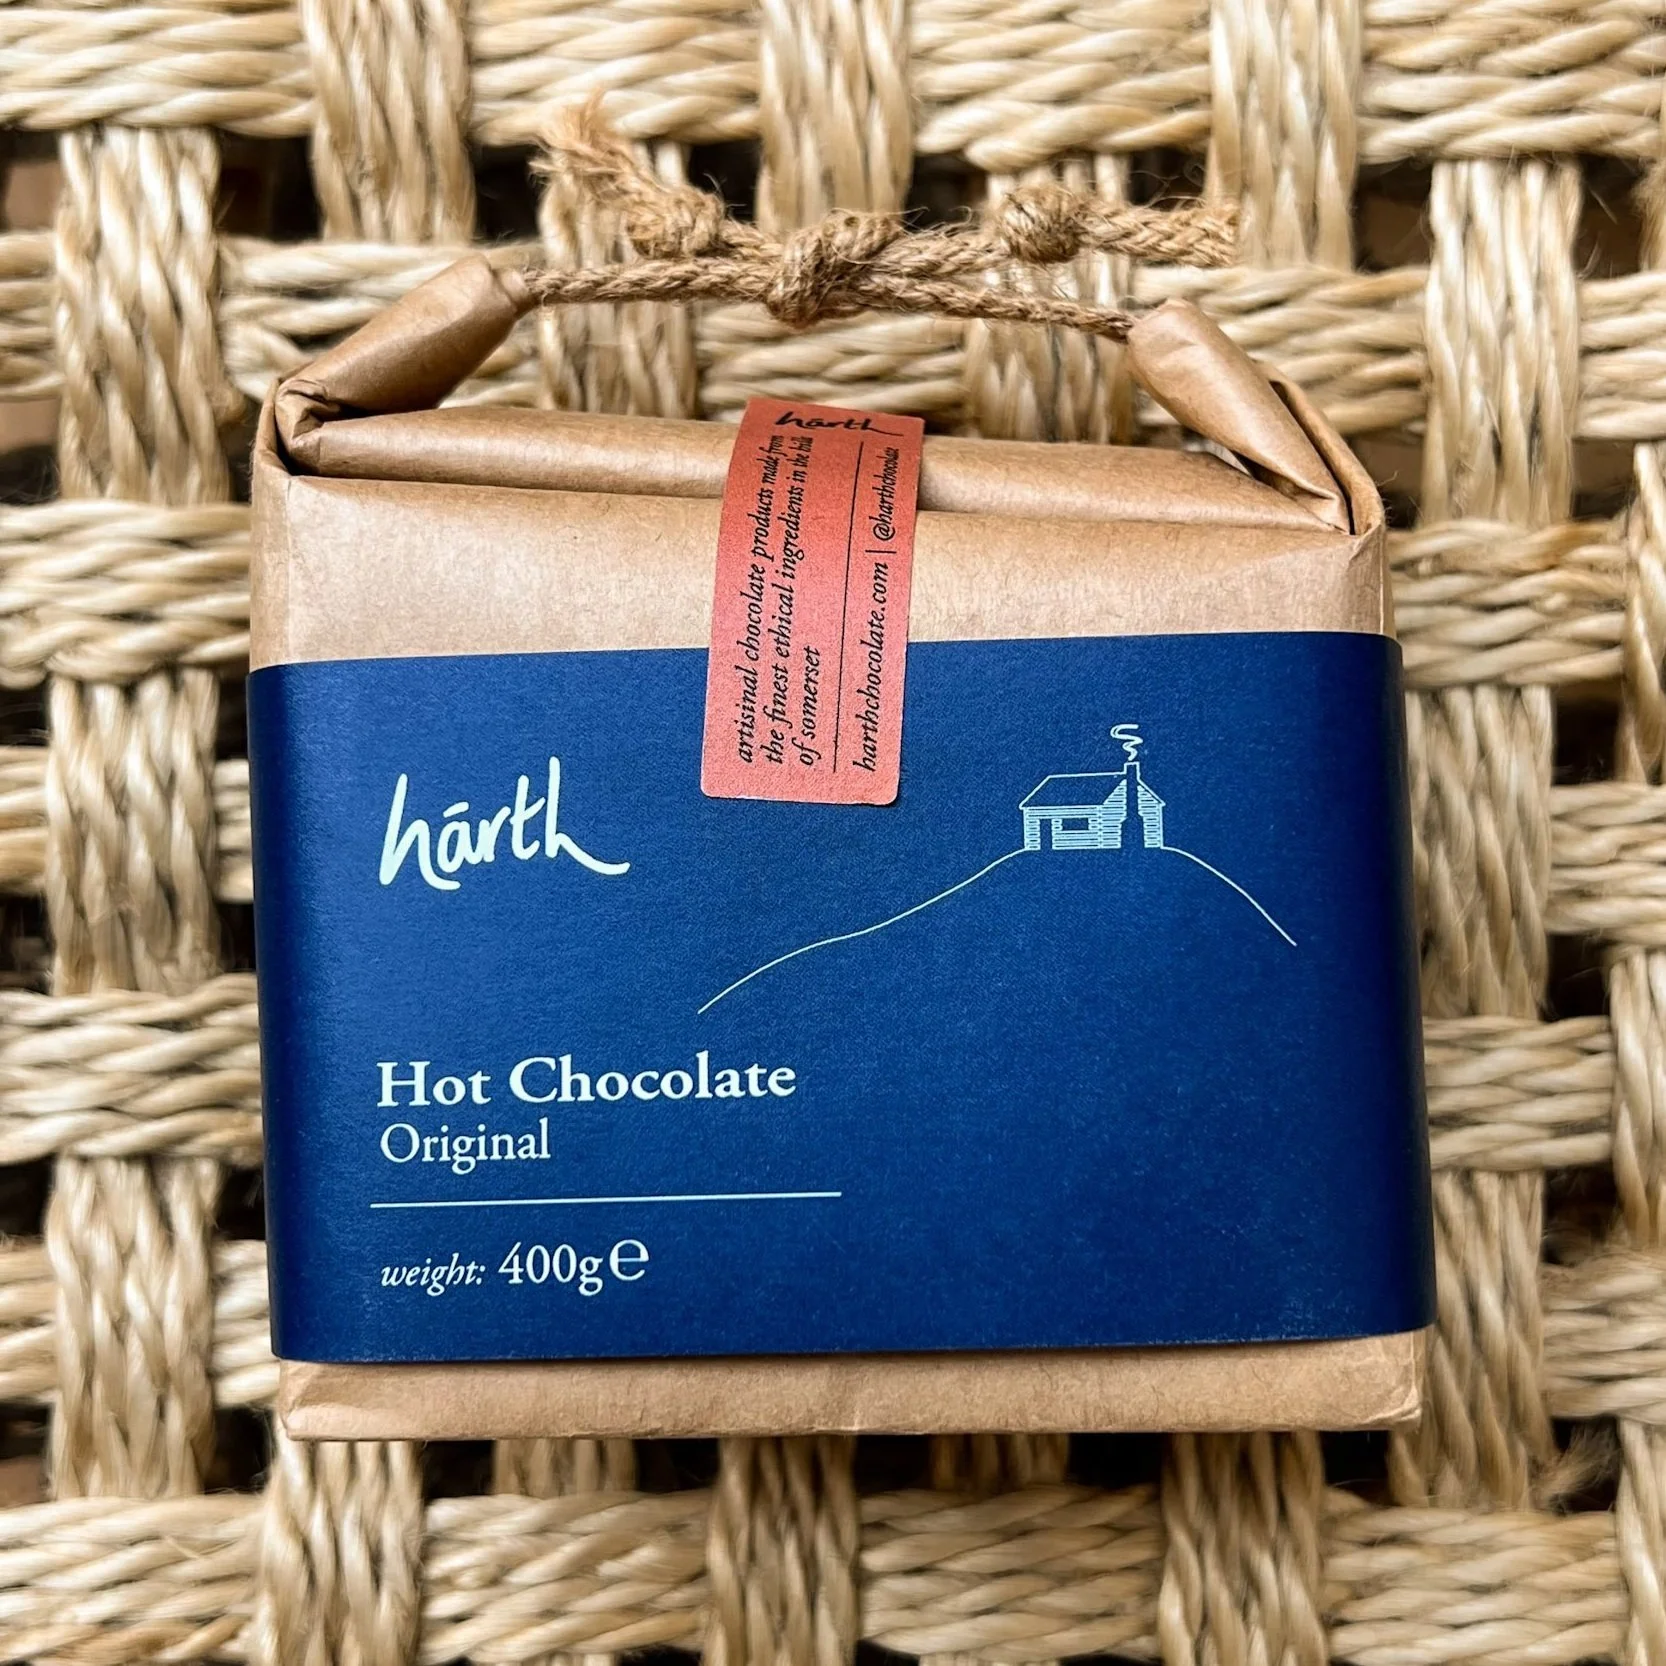 hārth
artisinal chocolate products made from
the finest ethical ingredients in the hills
of somerset
harthchocolate.com | @harthchocolate
hārth
Hot Chocolate
Original
weight: 400g℮